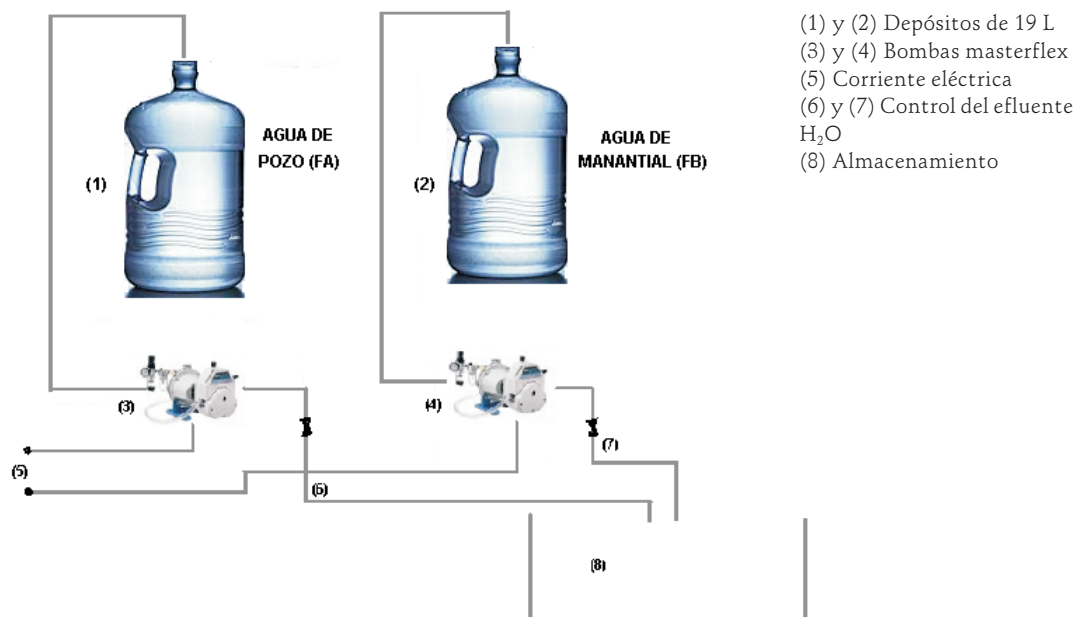 (1) y (2) Depósitos de 19 L
(3) y (4) Bombas masterflex
(5) Corriente eléctrica
(6) y (7) Control del efluente
H₂O
(8) Almacenamiento
AGUA DE
POZO (FA)
(1)
AGUA DE
MANANTIAL (FB)
(2)
(3)
(4)
(5)
(6)
(7)
(8)